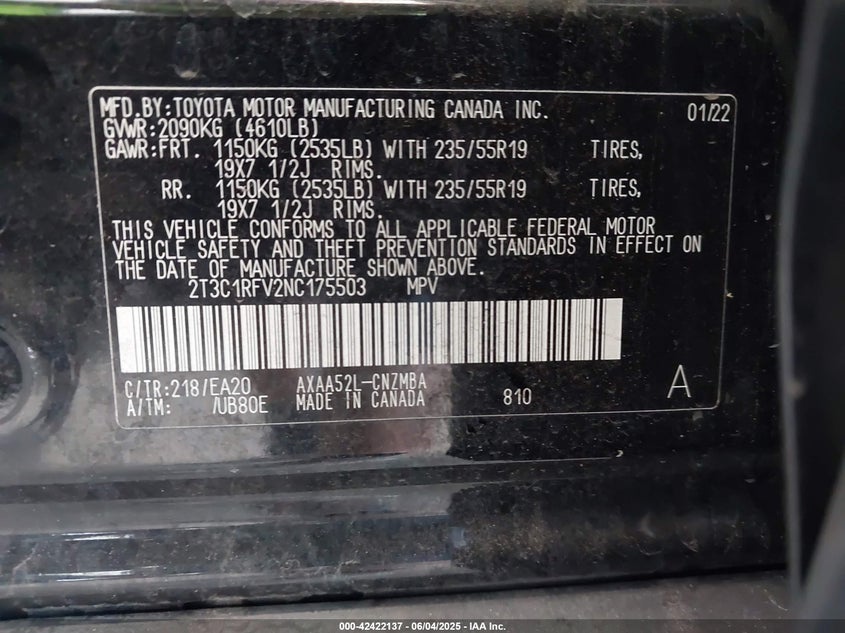 MFD.BY:TOYOTA MOTOR MANUFACTURING CANADA INC. 01/22
GVWR:2090KG (4610LB)
GAWR:FRT. 1150KG (2535LB) WITH 235/55R19 TIRES,
19X7 1/2J RIMS.
RR. 1150KG (2535LB) WITH 235/55R19 TIRES,
19X7 1/2J RIMS.
THIS VEHICLE CONFORMS TO ALL APPLICABLE FEDERAL MOTOR
VEHICLE SAFETY AND THEFT PREVENTION STANDARDS IN EFFECT ON
THE DATE OF MANUFACTURE SHOWN ABOVE.
2T3C1RFV2NC175503 MPV
C/TR:218/EA20 AXAA52L-CNZMBA A
A/TM: /UB80E MADE IN CANADA 810
000-42422137 - 06/04/2025 - IAA Inc.